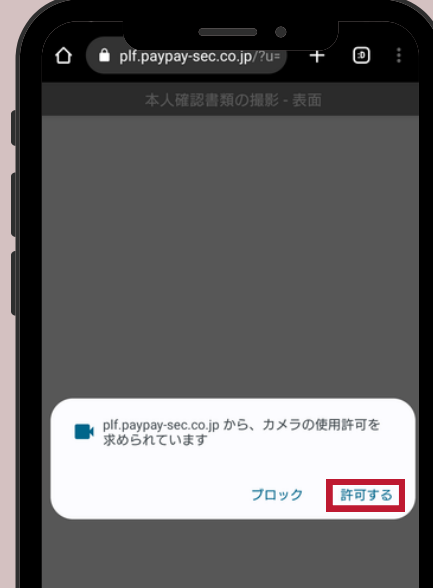 plf.paypay-sec.co.jp/?u=
:D
本人確認書類の撮影 - 表面
plf.paypay-sec.co.jp から、カメラの使用許可を
求められています
ブロック
許可する